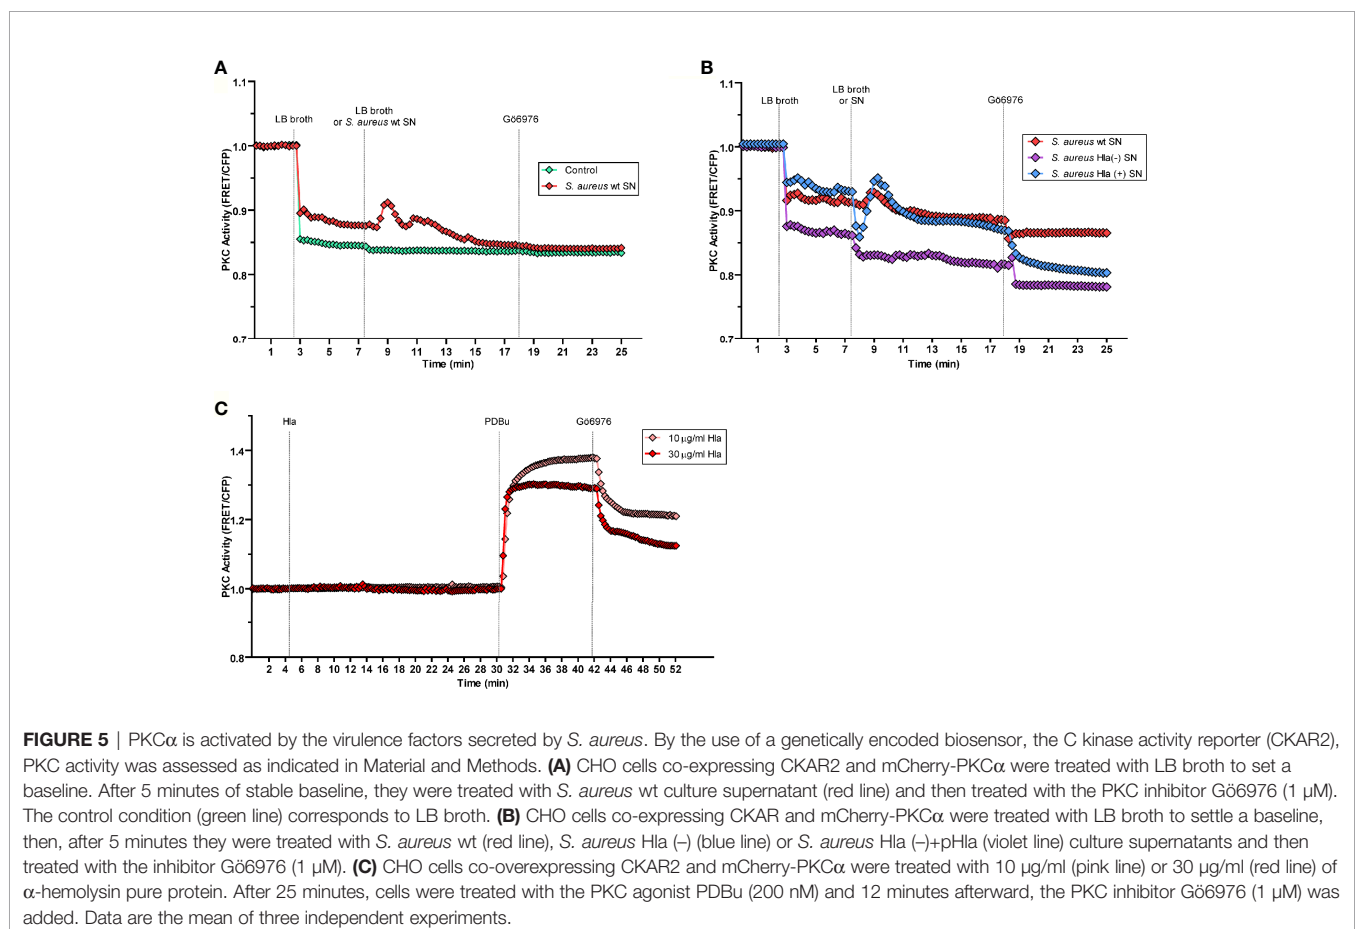 A
1.1
1.0
0.9
0.8
0.7
PKC Activity (FRET/CFP)
LB broth
LB broth
or S. aureus wt SN
Gö6976
Control
S. aureus wt SN
1 3 5 7 9 11 13 15 17 19 21 23 25
Time (min)
B
1.1
1.0
0.9
0.8
0.7
PKC Activity (FRET/CFP)
LB broth
LB broth
or SN
Gö6976
S. aureus wt SN
S. aureus Hla(-) SN
S. aureus Hla (+) SN
1 3 5 7 9 11 13 15 17 19 21 23 25
Time (min)
C
1.4
1.2
1.0
0.8
PKC Activity (FRET/CFP)
Hla
PDBu
Gö6976
10 µg/ml Hla
30 µg/ml Hla
2 4 6 8 10 12 14 16 18 20 22 24 26 28 30 32 34 36 38 40 42 44 46 48 50 52
Time (min)
FIGURE 5 | PKCα is activated by the virulence factors secreted by S. aureus. By the use of a genetically encoded biosensor, the C kinase activity reporter (CKAR2),
PKC activity was assessed as indicated in Material and Methods. (A) CHO cells co-expressing CKAR2 and mCherry-PKCα were treated with LB broth to set a
baseline. After 5 minutes of stable baseline, they were treated with S. aureus wt culture supernatant (red line) and then treated with the PKC inhibitor Gö6976 (1 µM).
The control condition (green line) corresponds to LB broth. (B) CHO cells co-expressing CKAR and mCherry-PKCα were treated with LB broth to settle a baseline,
then, after 5 minutes they were treated with S. aureus wt (red line), S. aureus Hla (–) (blue line) or S. aureus Hla (–)+pHla (violet line) culture supernatants and then
treated with the inhibitor Gö6976 (1 µM). (C) CHO cells co-overexpressing CKAR2 and mCherry-PKCα were treated with 10 µg/ml (pink line) or 30 µg/ml (red line) of
α-hemolysin pure protein. After 25 minutes, cells were treated with the PKC agonist PDBu (200 nM) and 12 minutes afterward, the PKC inhibitor Gö6976 (1 µM) was
added. Data are the mean of three independent experiments.